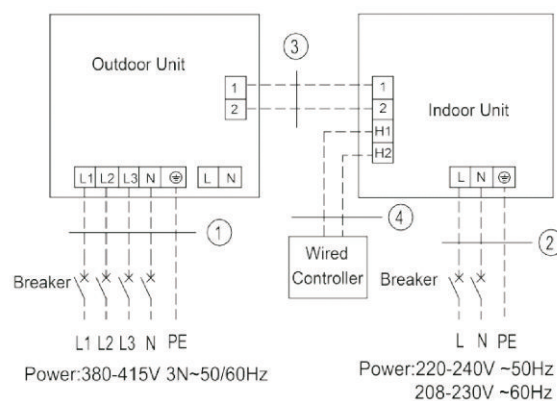 ③
Outdoor Unit
Indoor Unit
1
2
1
2
H1
H2
L1 L2 L3 N ⏚ L N
L N ⏚
①
④
②
Wired
Controller
Breaker
Breaker
L1 L2 L3 N PE
L N PE
Power:380-415V 3N~50/60Hz
Power:220-240V ~50Hz
208-230V ~60Hz